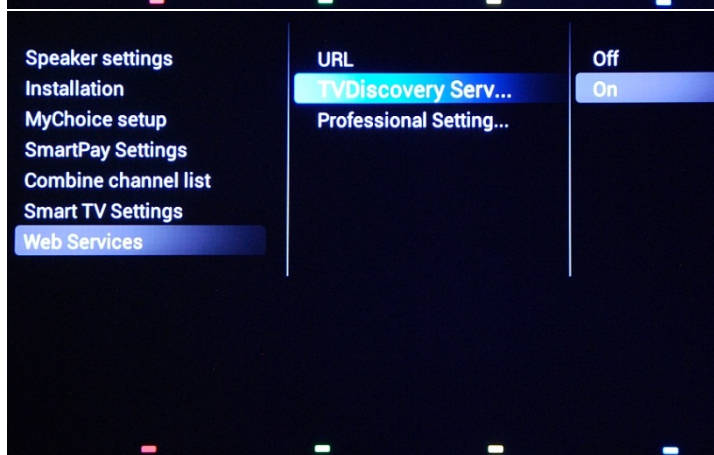 Speaker settings
Installation
MyChoice setup
SmartPay Settings
Combine channel list
Smart TV Settings
Web Services
URL
TVDiscovery Serv...
Professional Setting...
Off
On